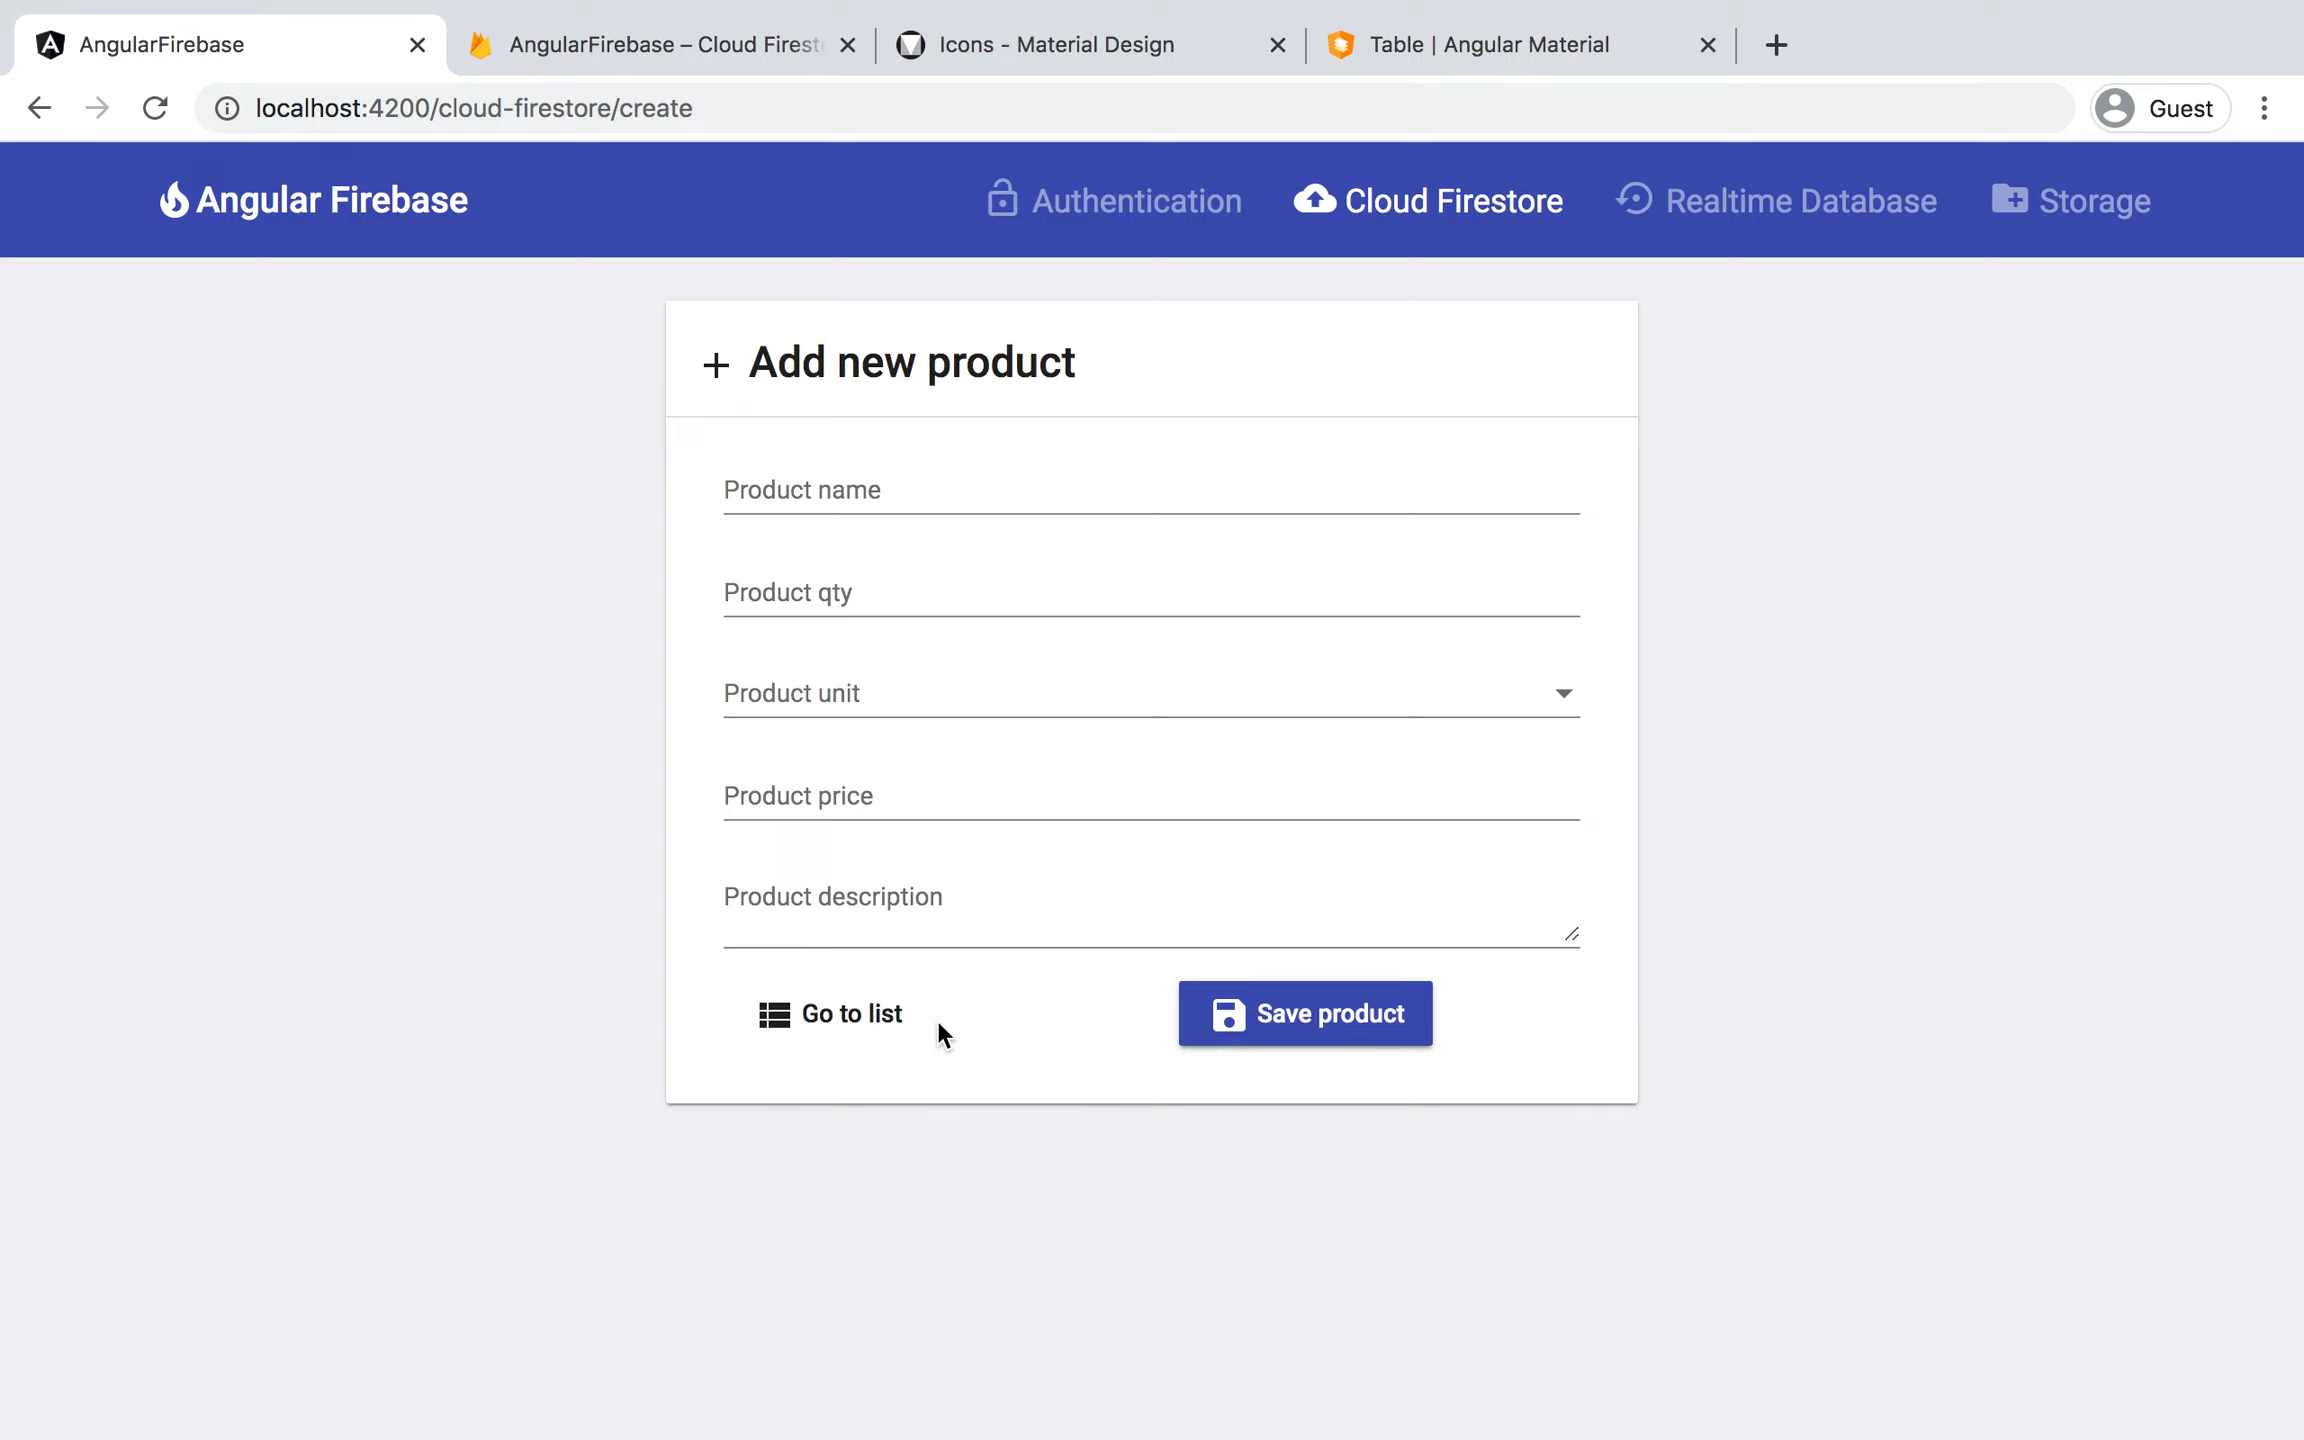 AngularFirebase
AngularFirebase – Cloud Firest
Icons - Material Design
Table | Angular Material
localhost:4200/cloud-firestore/create
Guest
Angular Firebase
Authentication
Cloud Firestore
Realtime Database
Storage
+ Add new product
Product name
Product qty
Product unit
Product price
Product description
Go to list
Save product